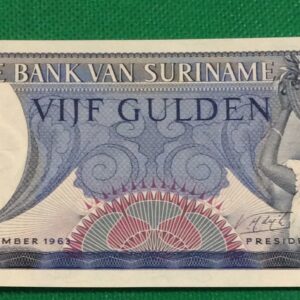 E BANK VAN SURINAME
VIJF GULDEN
MBER 1963
PRESID